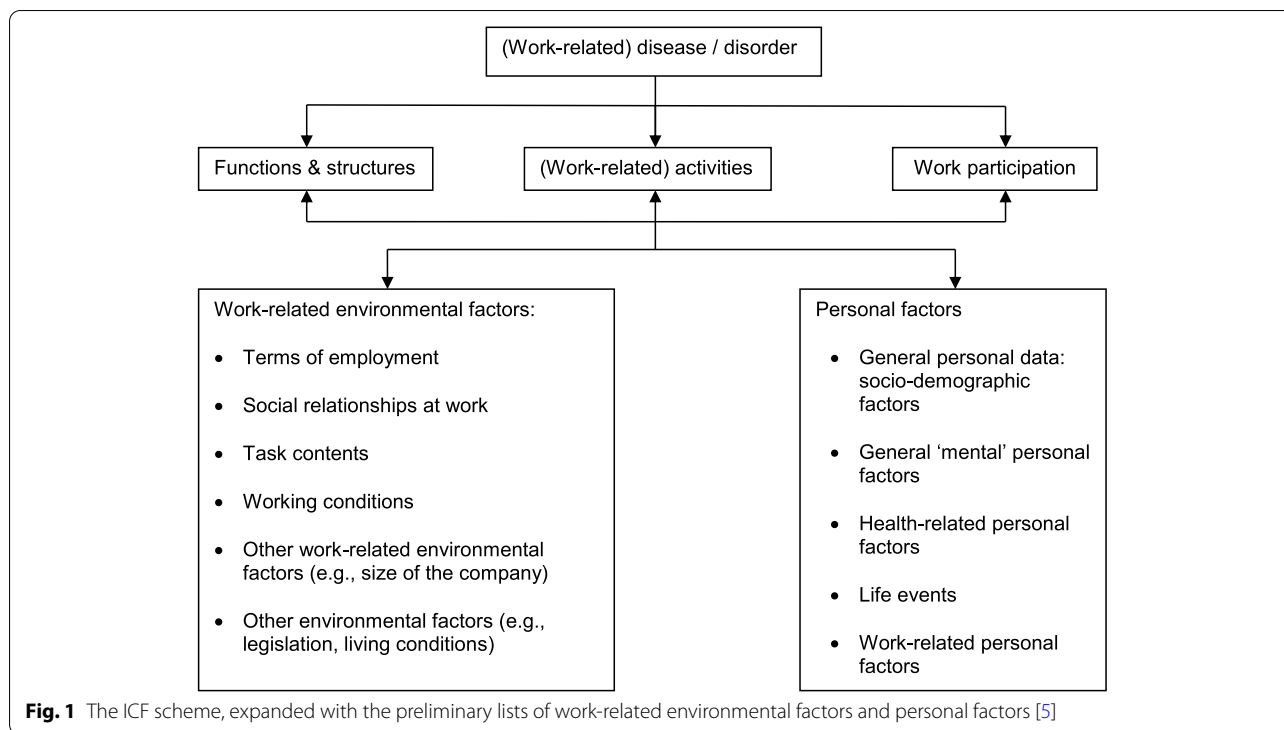 (Work-related) disease / disorder
Functions & structures
(Work-related) activities
Work participation
Work-related environmental factors:
• Terms of employment
• Social relationships at work
• Task contents
• Working conditions
• Other work-related environmental
factors (e.g., size of the company)
• Other environmental factors (e.g.,
legislation, living conditions)
Personal factors
• General personal data:
socio-demographic
factors
• General ‘mental’ personal
factors
• Health-related personal
factors
• Life events
• Work-related personal
factors
Fig. 1 The ICF scheme, expanded with the preliminary lists of work-related environmental factors and personal factors [5]